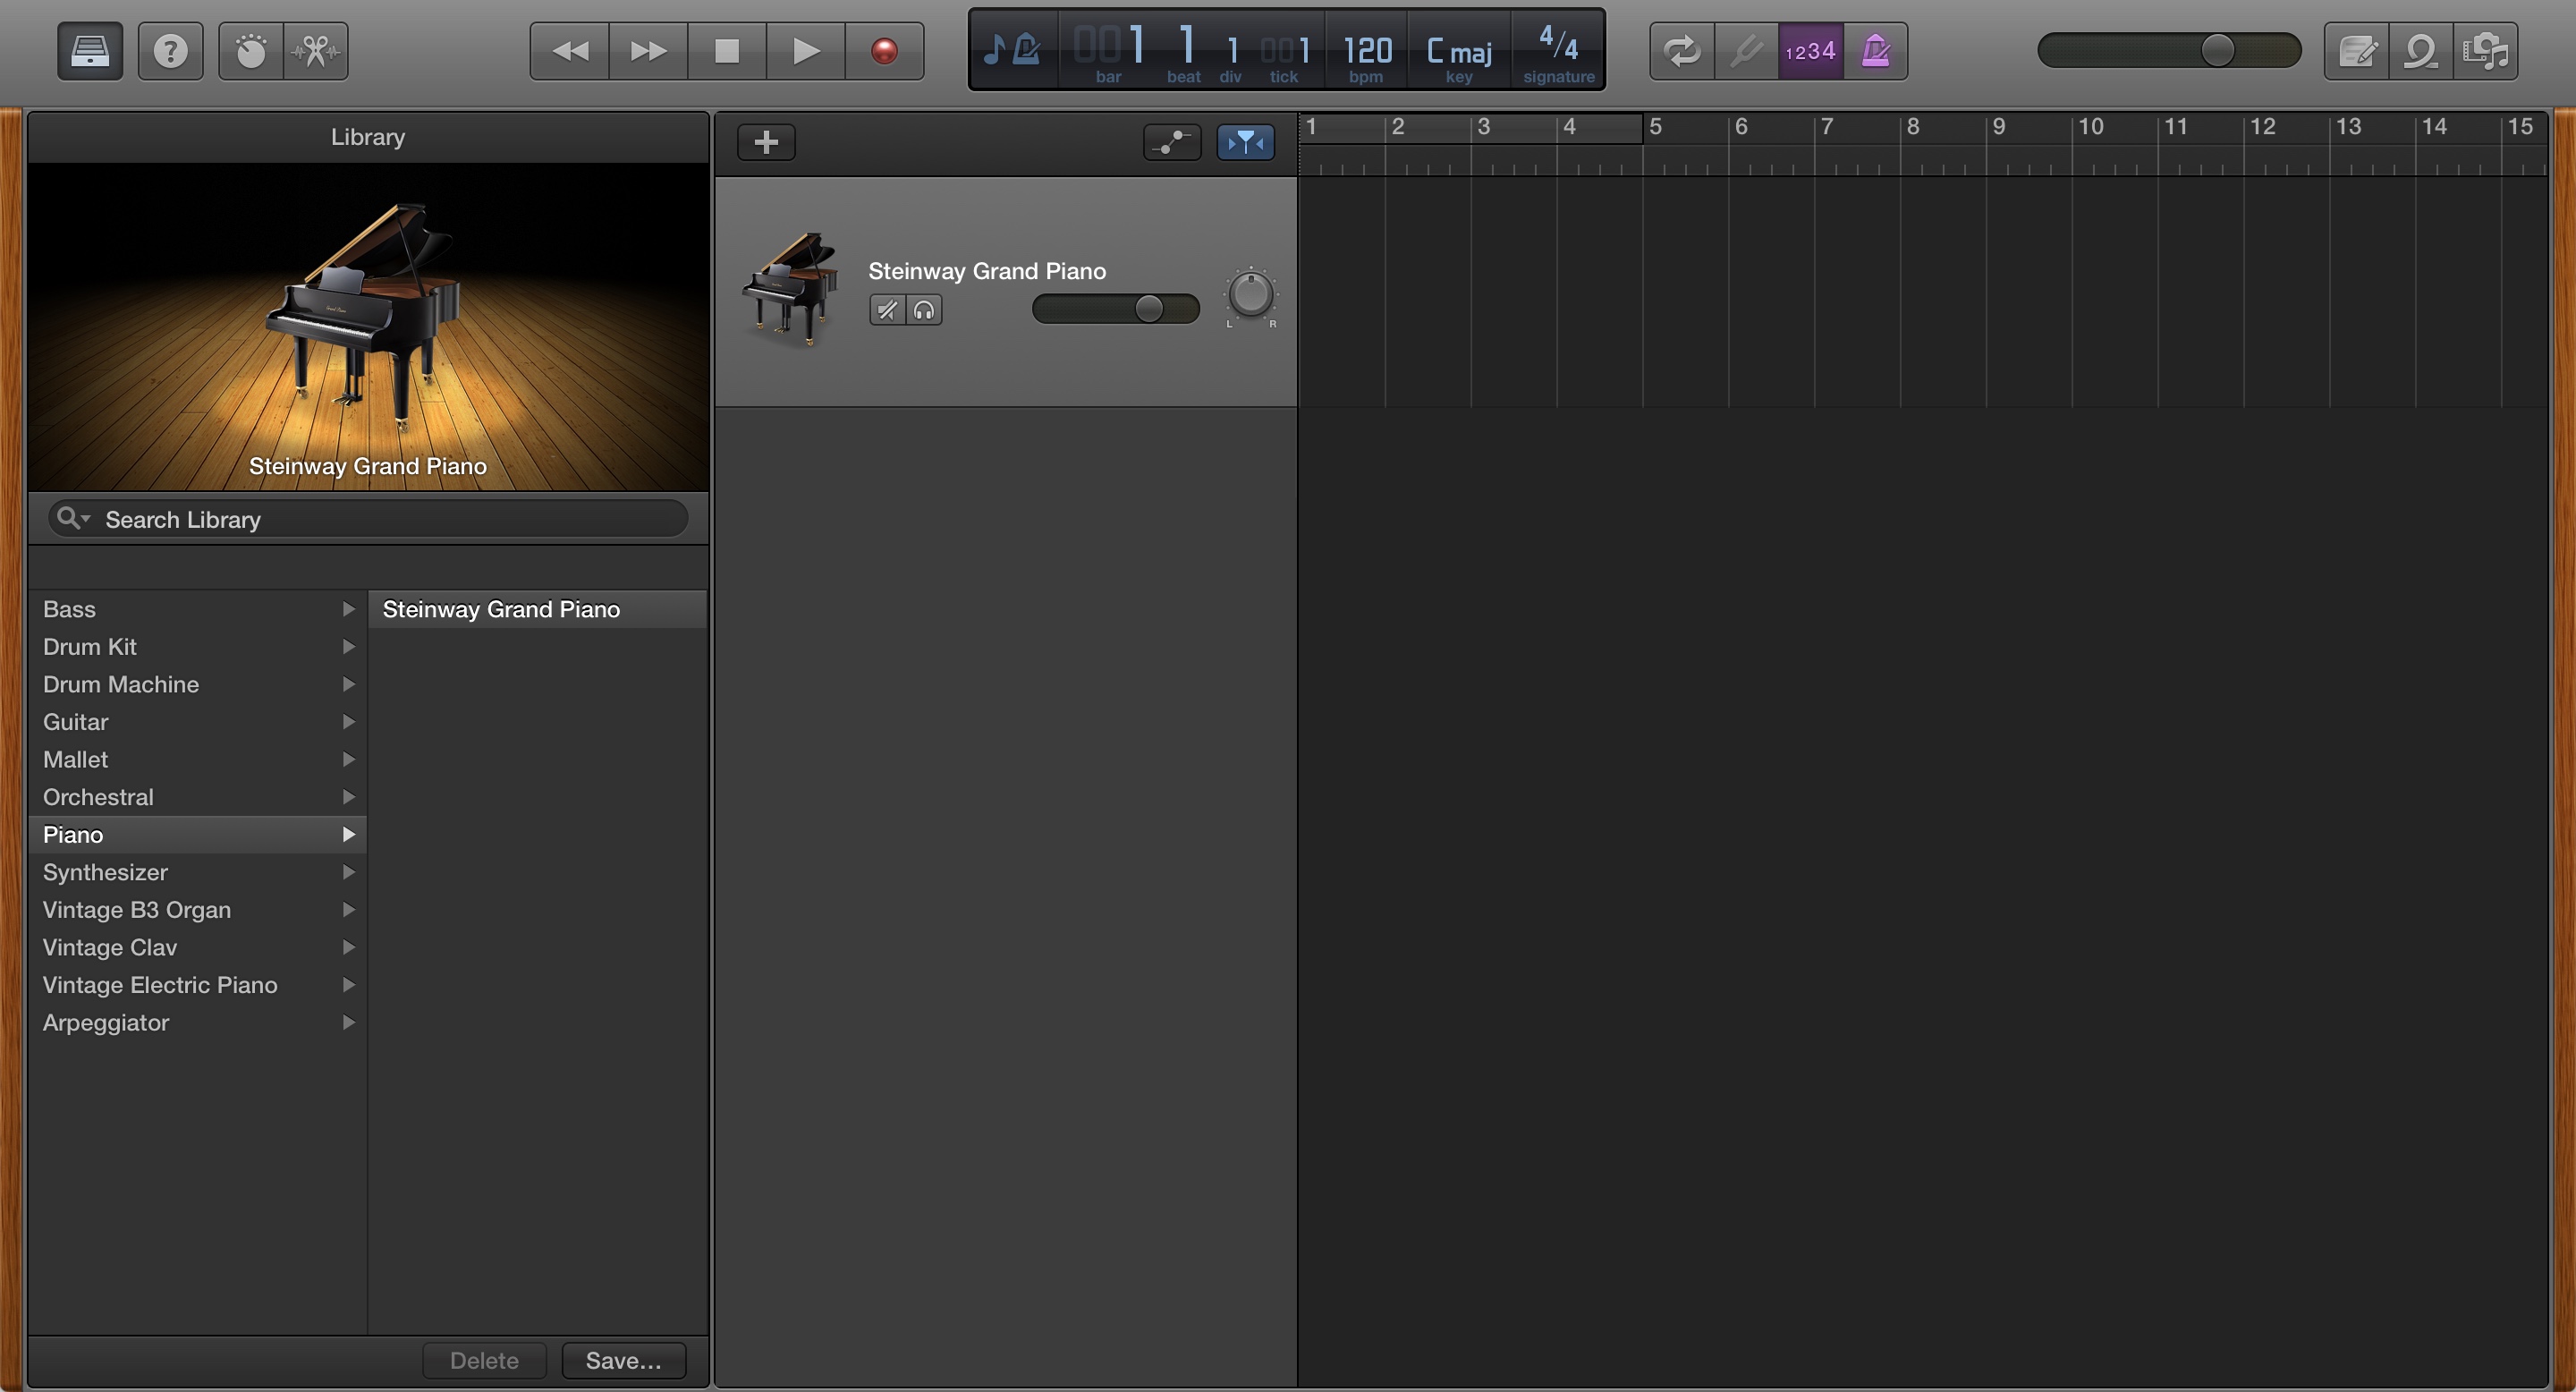 001 1 1 001 120 C maj 4/4
bar beat div tick bpm key signature
1234
Library
1 2 3 4 5 6 7 8 9 10 11 12 13 14 15
Steinway Grand Piano
L R
Steinway Grand Piano
Search Library
Bass
Steinway Grand Piano
Drum Kit
Drum Machine
Guitar
Mallet
Orchestral
Piano
Synthesizer
Vintage B3 Organ
Vintage Clav
Vintage Electric Piano
Arpeggiator
Delete Save...